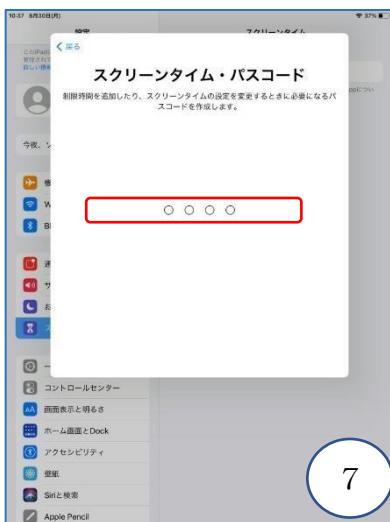 10:37 8月30日(月)
37%
設定
スクリーンタイム
戻る
スクリーンタイム・パスコード
制限時間を追加したり、スクリーンタイムの設定を変更するときに必要になるパ
スコードを作成します。
今夜、
コントロールセンター
AA 画面表示と明るさ
ホーム画面とDock
アクセシビリティ
壁紙
Siriと検索
Apple Pencil
7